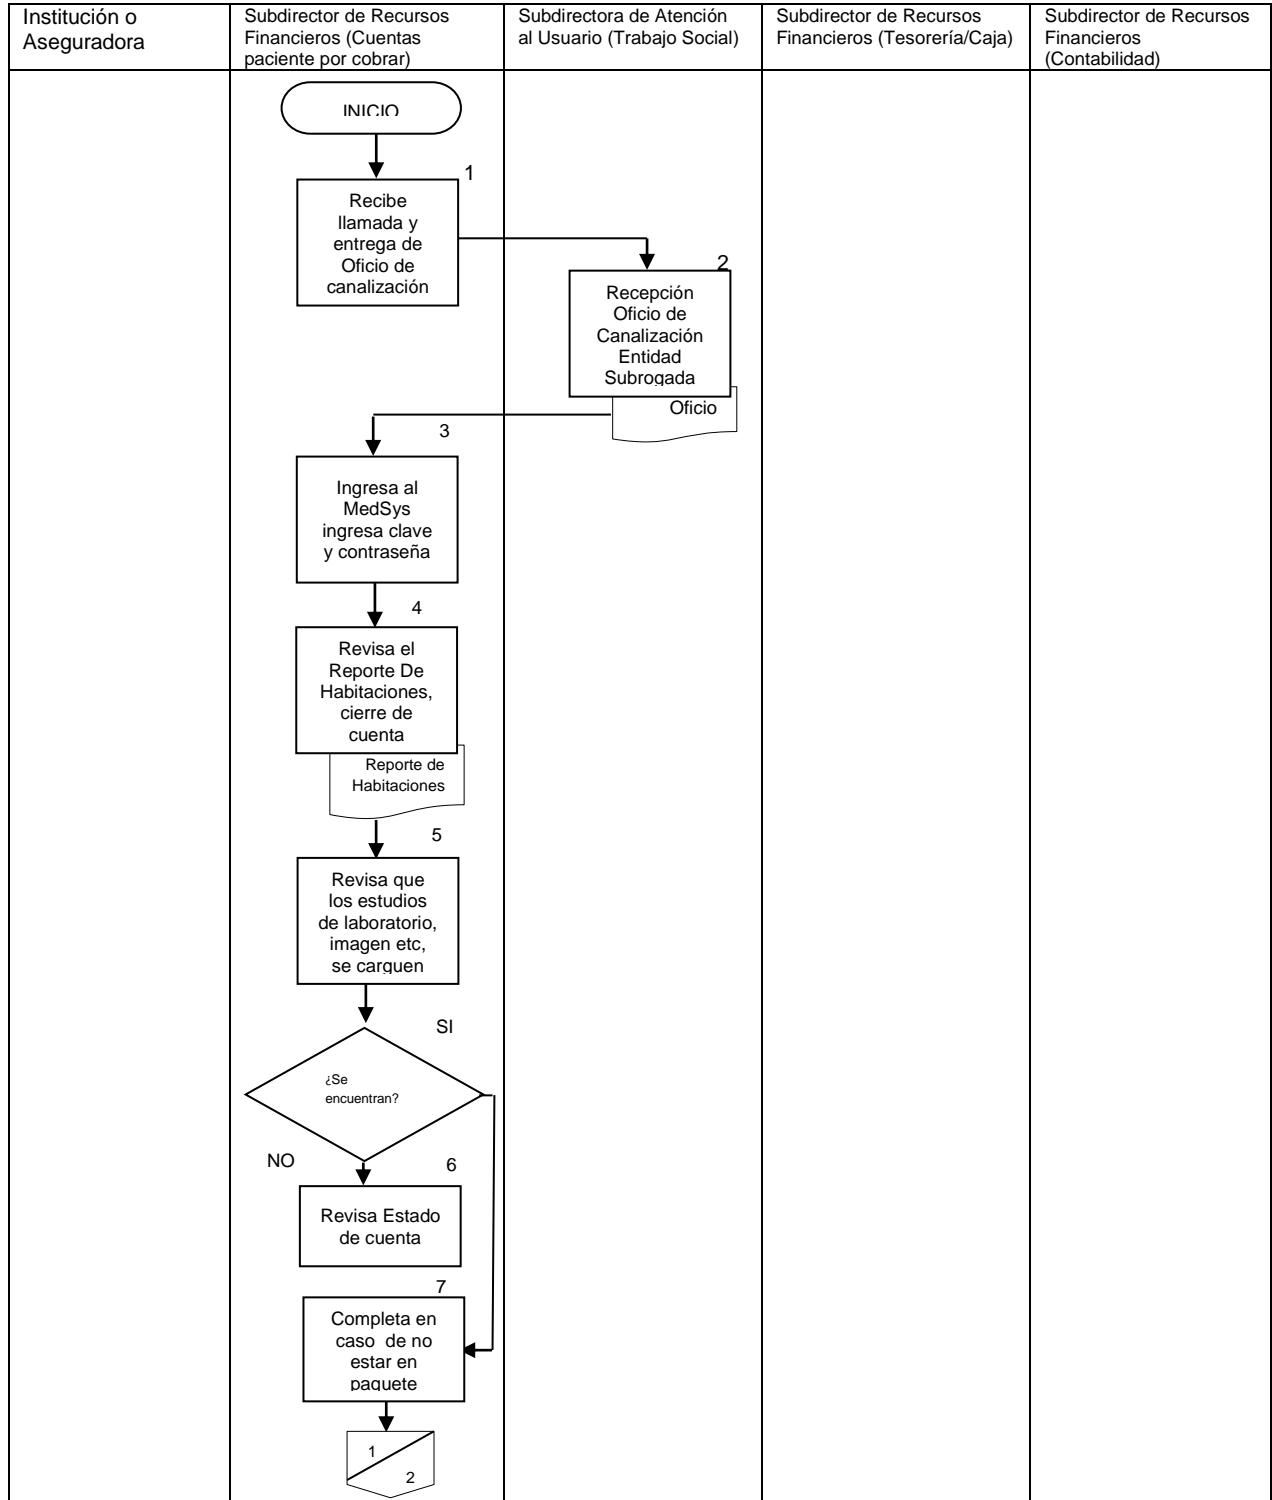 Institución o
Aseguradora
Subdirector de Recursos
Financieros (Cuentas
paciente por cobrar)
Subdirectora de Atención
al Usuario (Trabajo Social)
Subdirector de Recursos
Financieros (Tesorería/Caja)
Subdirector de Recursos
Financieros
(Contabilidad)
INICIO
1
Recibe
llamada y
entrega de
Oficio de
canalización
2
Recepción
Oficio de
Canalización
Entidad
Subrogada
Oficio
3
Ingresa al
MedSys
ingresa clave
y contraseña
4
Revisa el
Reporte De
Habitaciones,
cierre de
cuenta
Reporte de
Habitaciones
5
Revisa que
los estudios
de laboratorio,
imagen etc,
se carguen
SI
¿Se
encuentran?
NO
6
Revisa Estado
de cuenta
7
Completa en
caso de no
estar en
paquete
1
2